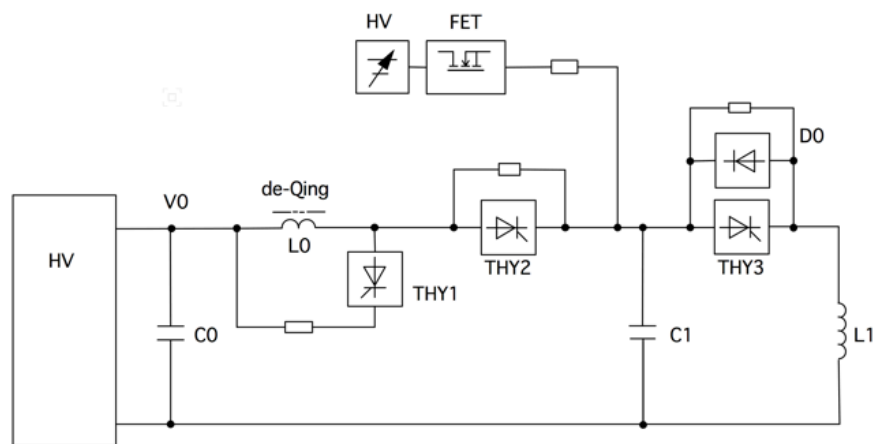 HV FET
D0
de-Qing
V0
L0
HV
THY2
THY3
THY1
C0
C1
L1